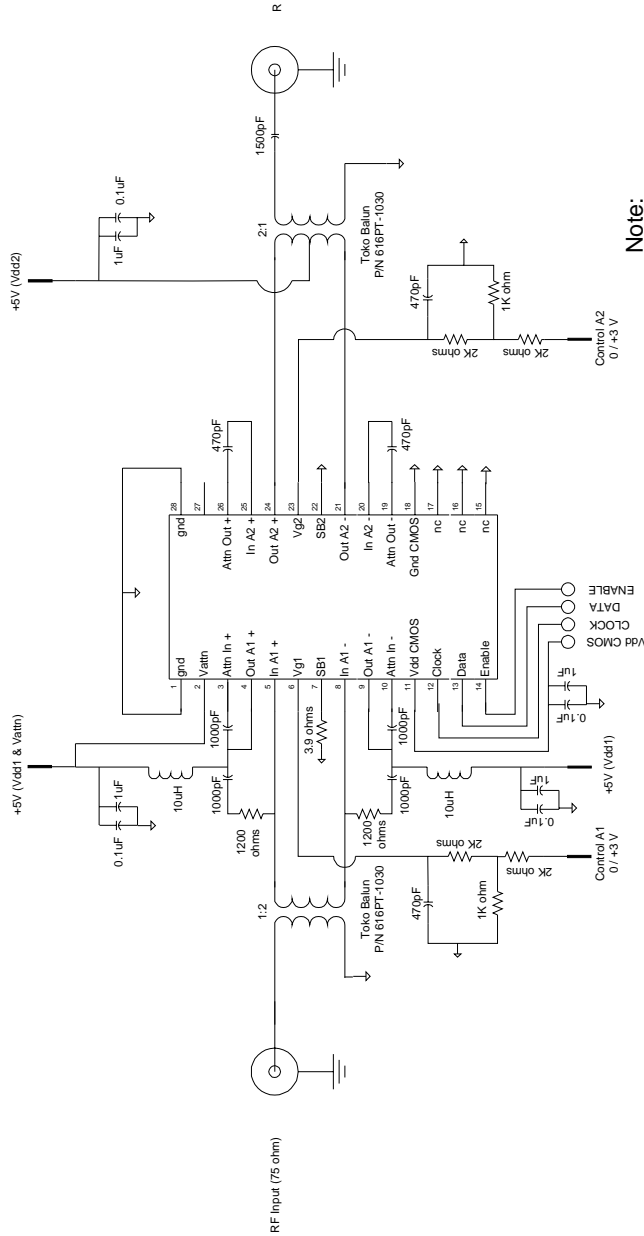 RF Input (75 ohm)
1:2
Toko Balun
P/N 616PT-1030
+5V (Vdd1 & Vattn)
0.1uF
1uF
10uH
1000pF
1000pF
1200
ohms
3.9 ohms
1200
ohms
1000pF
1000pF
10uH
0.1uF
1uF
+5V (Vdd1)
470pF
2K ohms
1K ohm
2K ohms
Control A1
0 / +3 V
1
gnd
2
Vattn
3
Attn In +
4
Out A1 +
5
In A1 +
6
Vg1
7
SB1
8
In A1 -
9
Out A1 -
10
Attn In -
11
Vdd CMOS
12
Clock
13
Data
14
Enable
28
gnd
27
26
Attn Out +
25
In A2 +
24
Out A2 +
23
Vg2
22
SB2
21
Out A2 -
20
In A2 -
19
Attn Out -
18
Gnd CMOS
17
nc
16
nc
15
nc
0.1uF
1uF
Vdd CMOS
CLOCK
DATA
ENABLE
470pF
470pF
+5V (Vdd2)
1uF
0.1uF
2:1
Toko Balun
P/N 616PT-1030
1500pF
R
470pF
2K ohms
1K ohm
2K ohms
Control A2
0 / +3 V
Note: